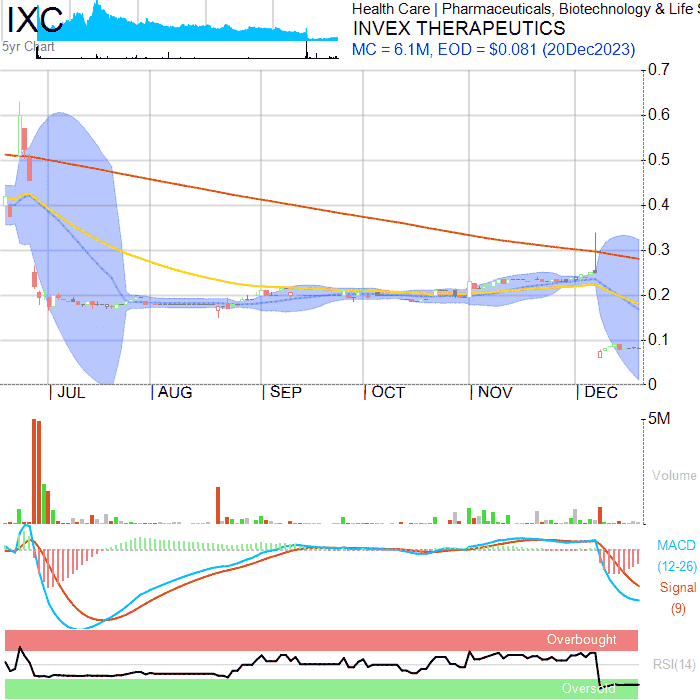 IXC
5yr Chart
Health Care | Pharmaceuticals, Biotechnology & Life S
INVEX THERAPEUTICS
MC = 6.1M, EOD = $0.081 (20Dec2023)
0.7
0.6
0.5
0.4
0.3
0.2
0.1
0
JUL AUG SEP OCT NOV DEC
5M
Volume
MACD
(12-26)
Signal
(9)
Overbought
RSI(14)
Oversold